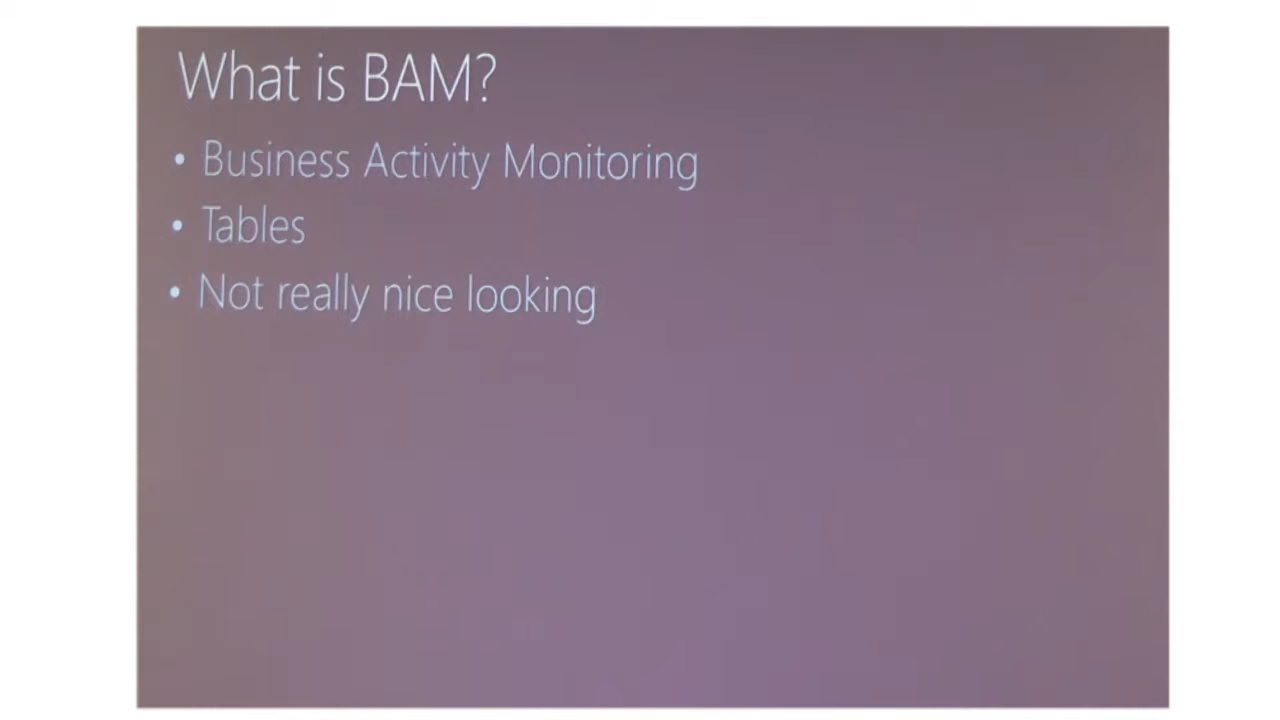 What is BAM?
• Business Activity Monitoring
• Tables
• Not really nice looking